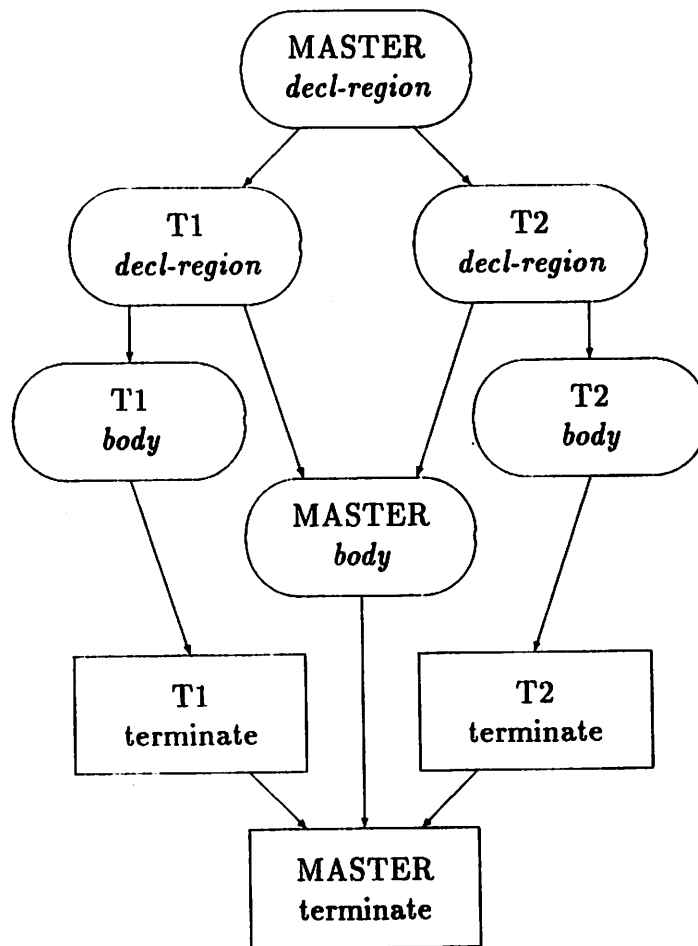 MASTER
decl-region
T1
decl-region
T2
decl-region
T1
body
T2
body
MASTER
body
T1
terminate
T2
terminate
MASTER
terminate